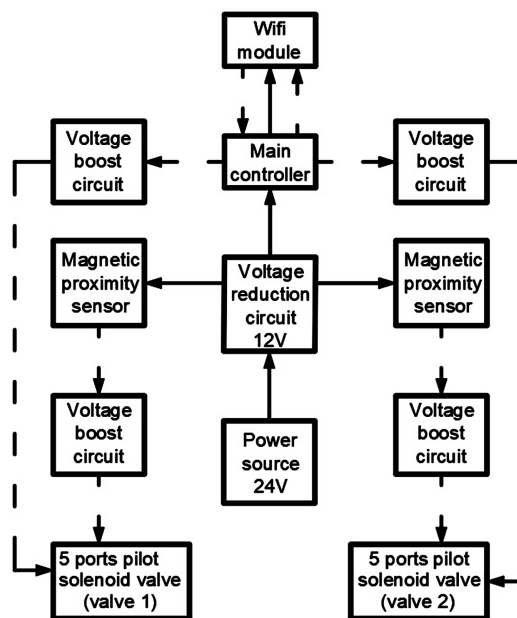 Wifi
module
Voltage
boost
circuit
Main
controller
Voltage
boost
circuit
Magnetic
proximity
sensor
Voltage
reduction
circuit
12V
Magnetic
proximity
sensor
Voltage
boost
circuit
Power
source
24V
Voltage
boost
circuit
5 ports pilot
solenoid valve
(valve 1)
5 ports pilot
solenoid valve
(valve 2)